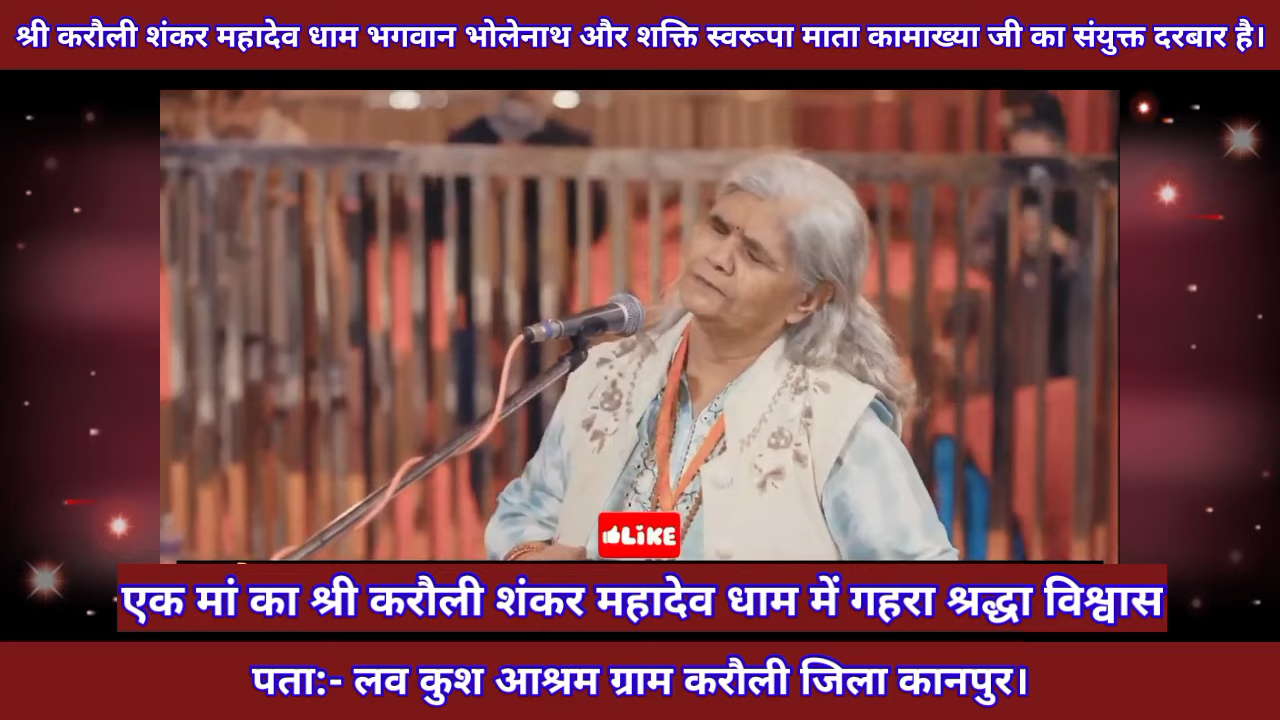 श्री करौली शंकर महादेव धाम भगवान भोलेनाथ और शक्ति स्वरूपा माता कामाख्या जी का संयुक्त दरबार है।
LIKE
एक मां का श्री करौली शंकर महादेव धाम में गहरा श्रद्धा विश्वास
पता:- लव कुश आश्रम ग्राम करौली जिला कानपुर।